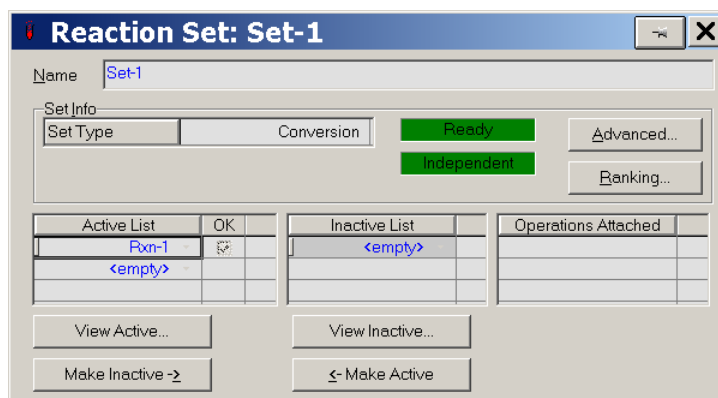 Reaction Set: Set-1
Name Set-1
Set Info
Set Type Conversion Ready Advanced...
Independent Ranking...
Active List OK Inactive List Operations Attached
Rxn-1 <empty>
<empty>
View Active... View Inactive...
Make Inactive -> <- Make Active